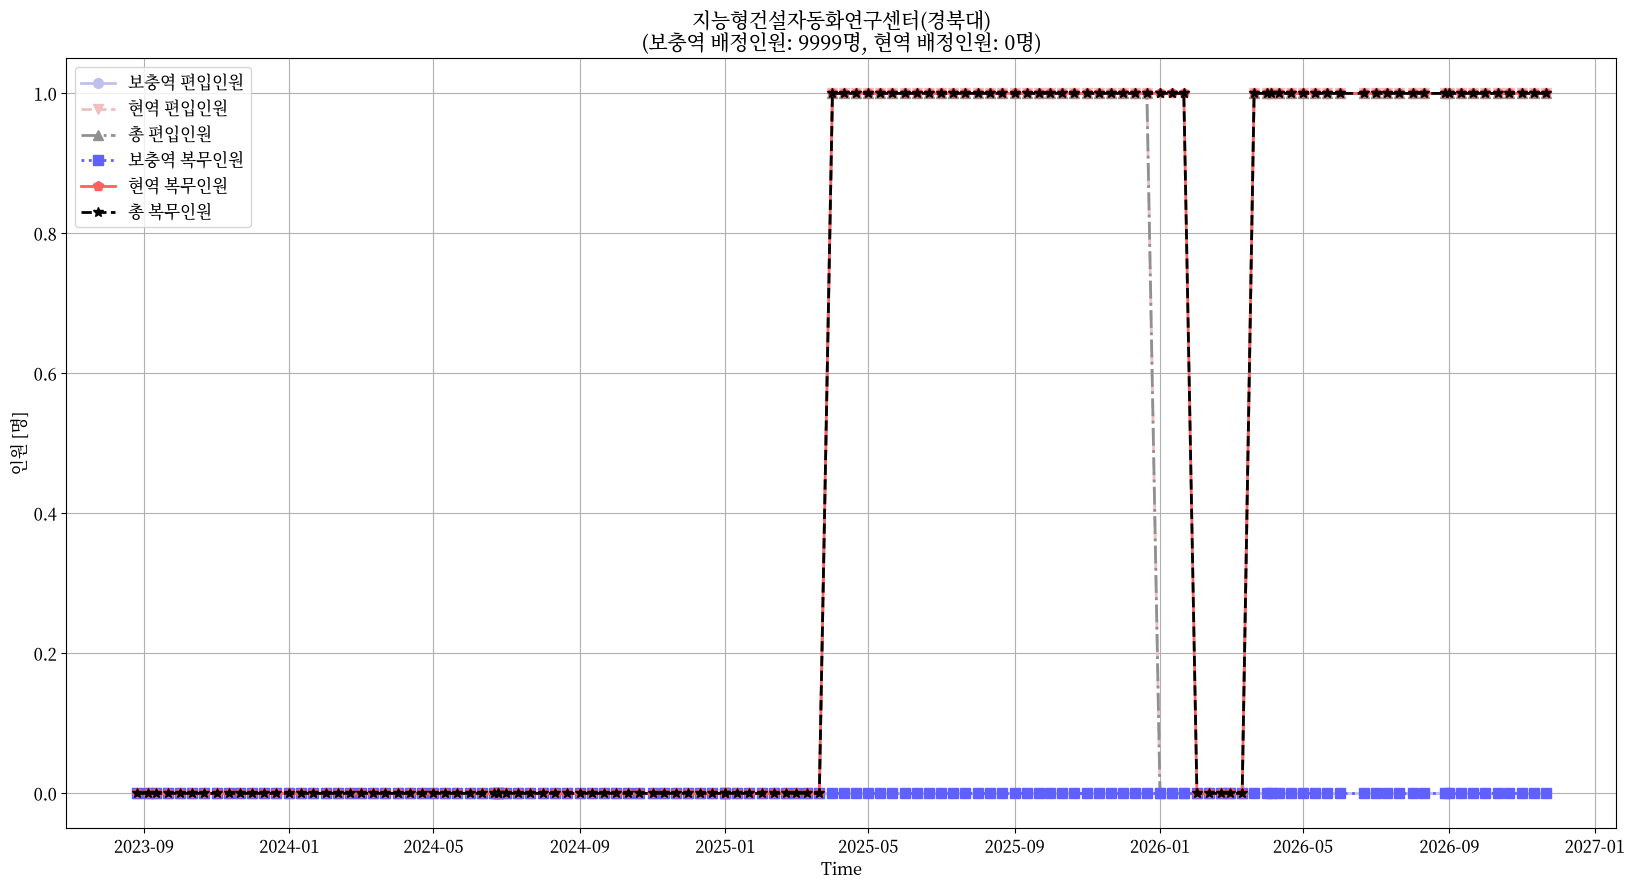 지능형건설자동화연구센터(경북대)
(보충역 배정인원: 9999명, 현역 배정인원: 0명)
보충역 편입인원
현역 편입인원
총 편입인원
보충역 복무인원
현역 복무인원
총 복무인원
1.0
0.8
0.6
0.4
0.2
0.0
인원 [명]
2023-09
2024-01
2024-05
2024-09
2025-01
2025-05
2025-09
2026-01
2026-05
2026-09
2027-01
Time